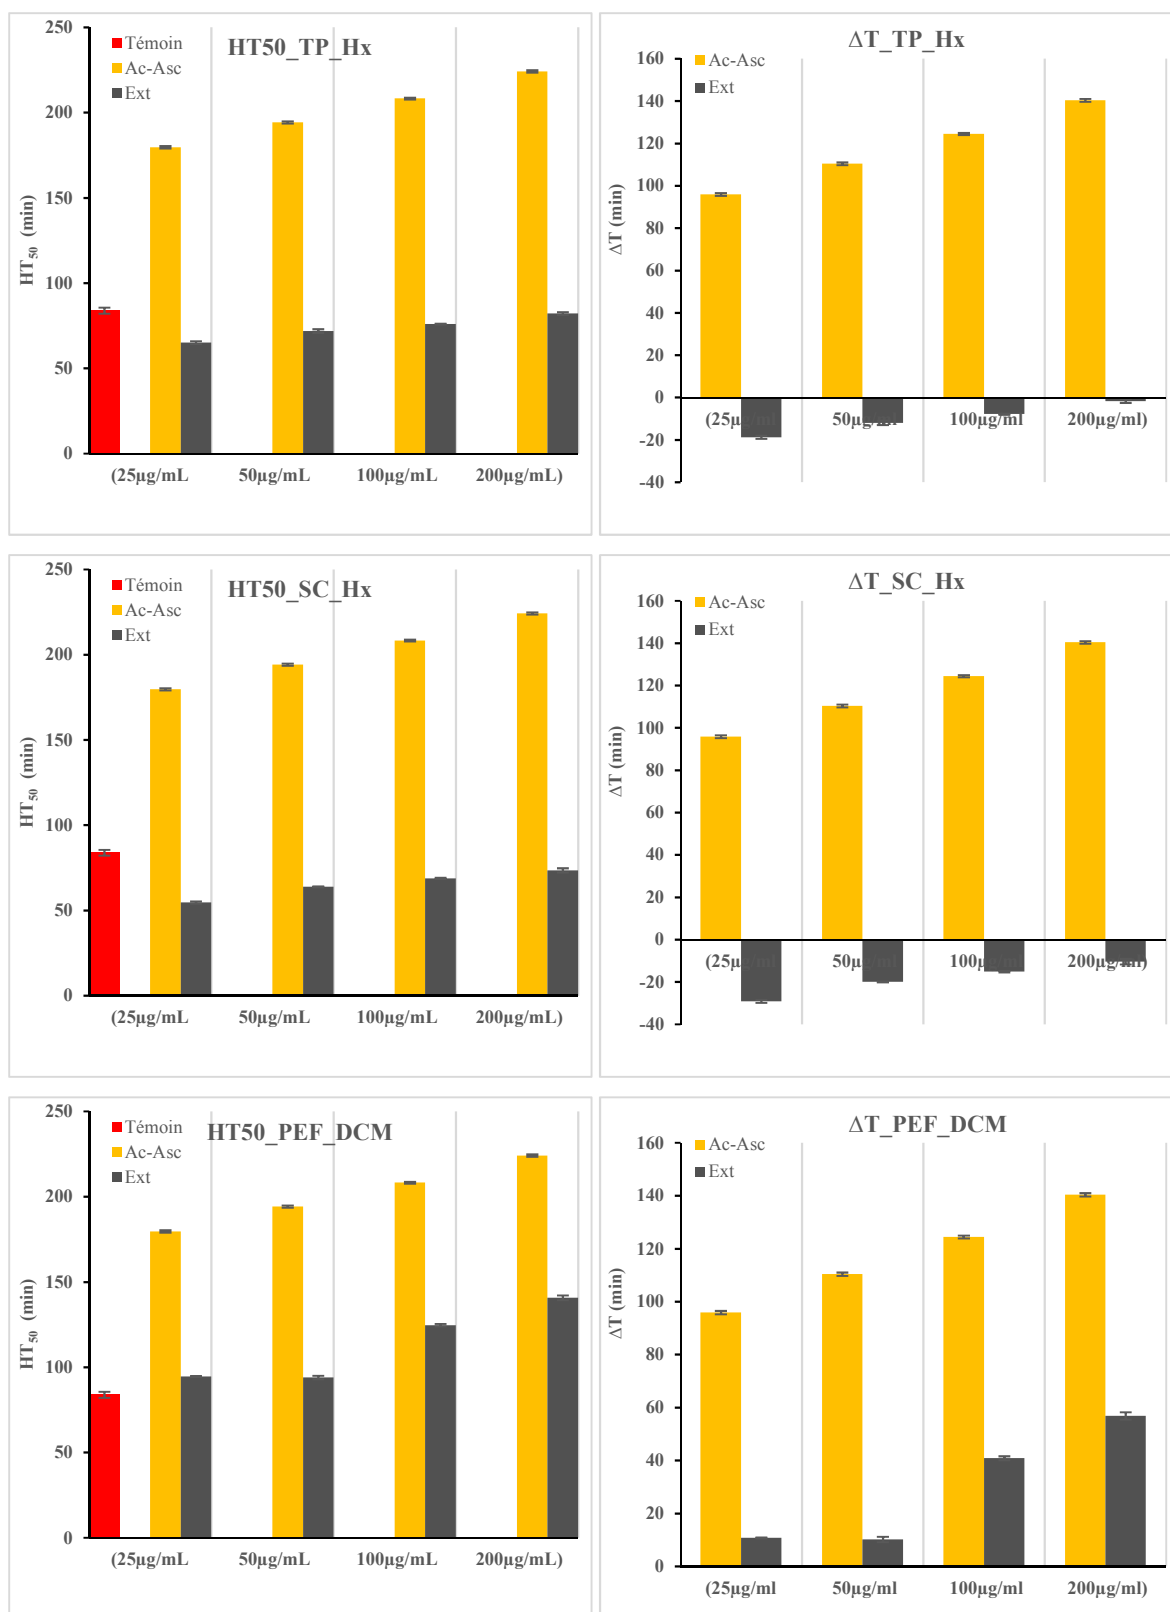 HT50_TP_Hx
Témoin
Ac-Asc
Ext
HT50 (min)
250
200
150
100
50
0
(25µg/mL 50µg/mL 100µg/mL 200µg/mL)
ΔT_TP_Hx
Ac-Asc
Ext
ΔT (min)
160
140
120
100
80
60
40
20
0
-20
-40
(25µg/ml 50µg/ml 100µg/ml 200µg/ml)
HT50_SC_Hx
Témoin
Ac-Asc
Ext
HT50 (min)
250
200
150
100
50
0
(25µg/mL 50µg/mL 100µg/mL 200µg/mL)
ΔT_SC_Hx
Ac-Asc
Ext
ΔT (min)
160
140
120
100
80
60
40
20
0
-20
-40
(25µg/ml 50µg/ml 100µg/ml 200µg/ml)
HT50_PEF_DCM
Témoin
Ac-Asc
Ext
HT50 (min)
250
200
150
100
50
0
(25µg/mL 50µg/mL 100µg/mL 200µg/mL)
ΔT_PEF_DCM
Ac-Asc
Ext
ΔT (min)
160
140
120
100
80
60
40
20
0
(25µg/ml 50µg/ml 100µg/ml 200µg/ml)